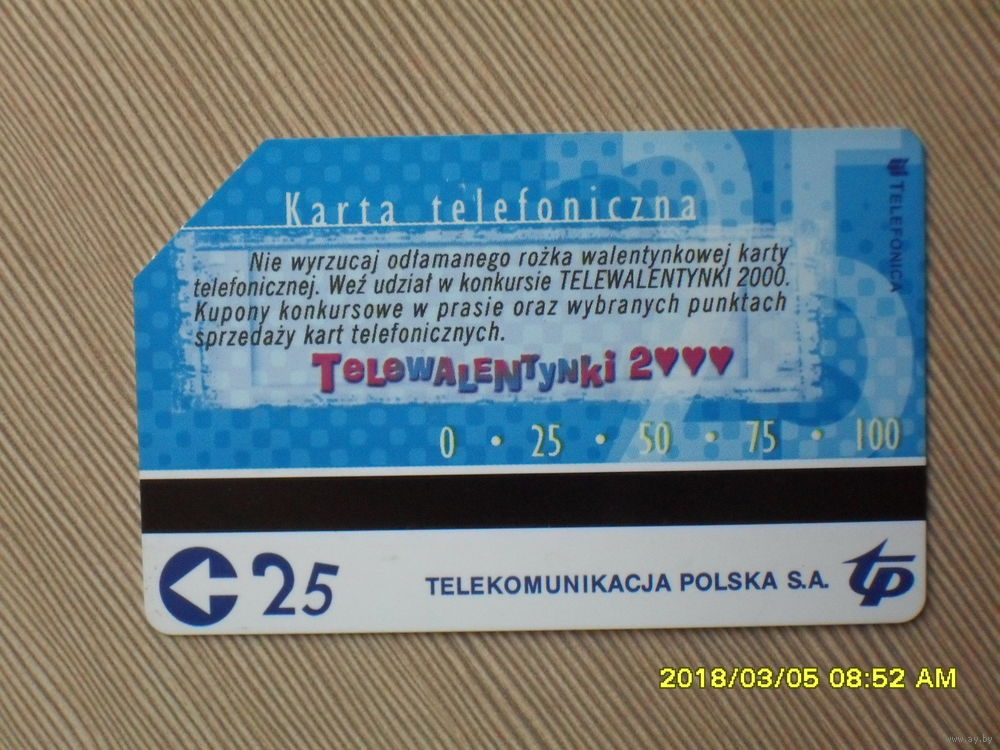 Karta telefoniczna
TELEFONICA
Nie wyrzucaj odłamanego rożka walentynkowej karty
telefonicznej. Weź udział w konkursie TELEWALENTYNKI 2000.
Kupony konkursowe w prasie oraz wybranych punktach
sprzedaży kart telefonicznych.
TELEWALENTYNKi 2♥♥♥
25
0 • 25 • 50 • 75 • 100
25
TELEKOMUNIKACJA POLSKA S.A.
tp
2018/03/05 08:52 AM
www.ay.by